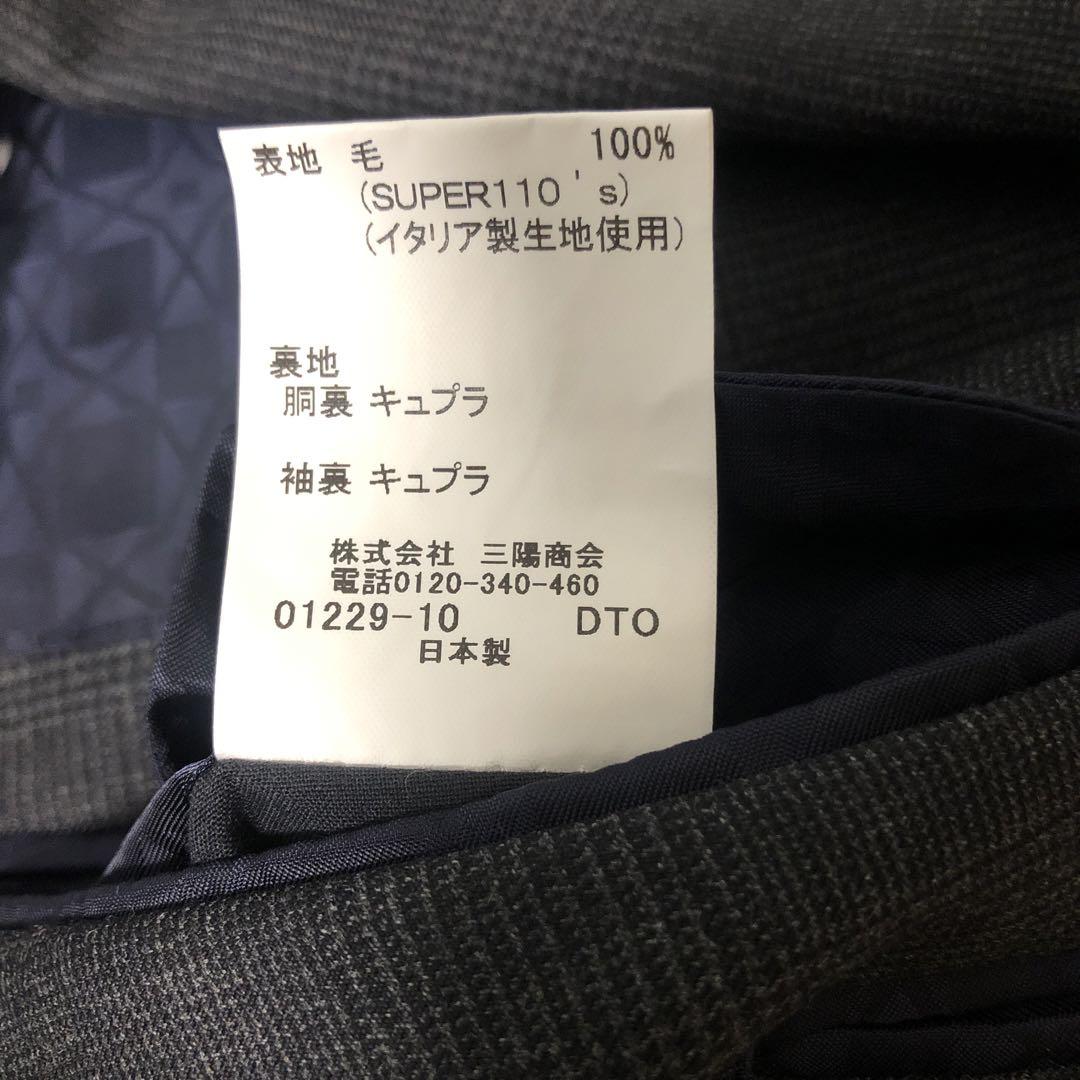 表地 毛 100%
(SUPER110's)
(イタリア製生地使用)
裏地
胴裏 キュプラ
袖裏 キュプラ
株式会社 三陽商会
電話0120-340-460
01229-10 DTO
日本製